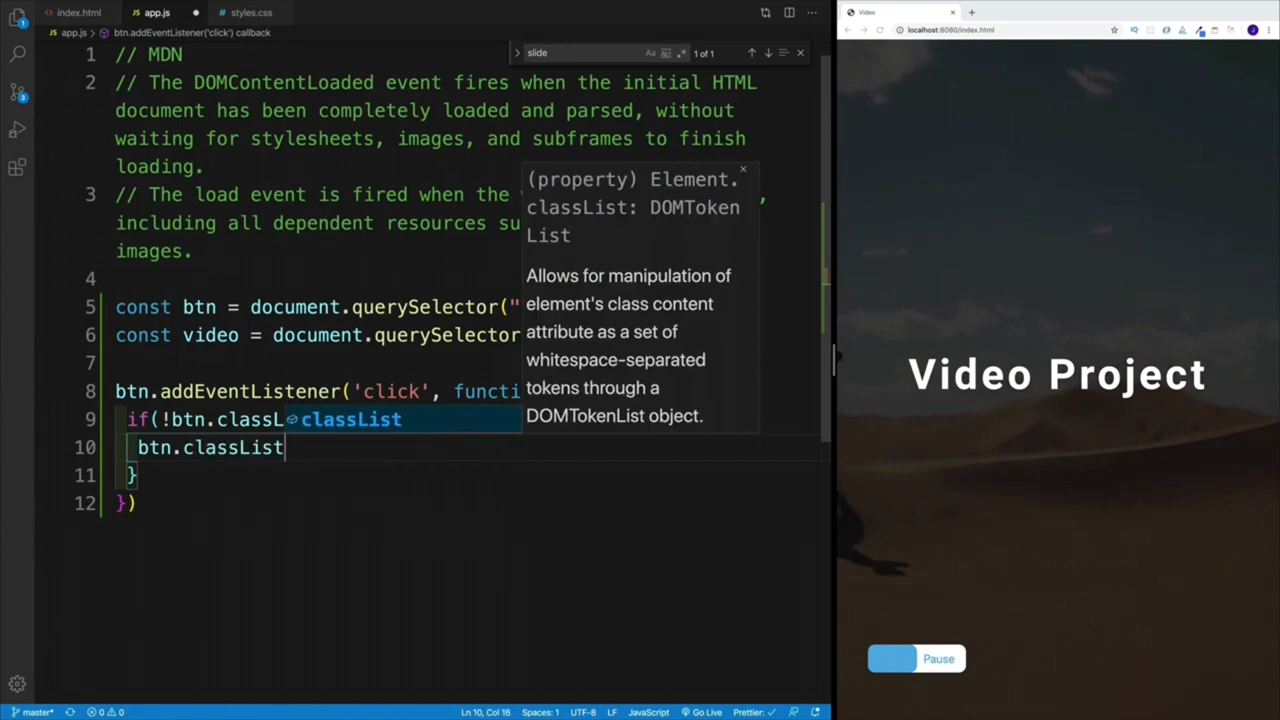 index.html
app.js
styles.css
app.js > btn.addEventListener('click') callback
slide
Aa
1 of 1
1 // MDN
2 // The DOMContentLoaded event fires when the initial HTML
document has been completely loaded and parsed, without
waiting for stylesheets, images, and subframes to finish
loading.
3 // The load event is fired when the
including all dependent resources su
images.
4
5 const btn = document.querySelector("
6 const video = document.querySelector
7
8 btn.addEventListener('click', functi
9 if(!btn.classL
classList
10 btn.classList
11 }
12 })
(property) Element.
classList: DOMToken
List
Allows for manipulation of
element's class content
attribute as a set of
whitespace-separated
tokens through a
DOMTokenList object.
1
3
master*
0
0
Ln 10, Col 16
Spaces: 1
UTF-8
LF
JavaScript
Go Live
Prettier: ✓
Video
localhost:8080/index.html
J
Video Project
Pause